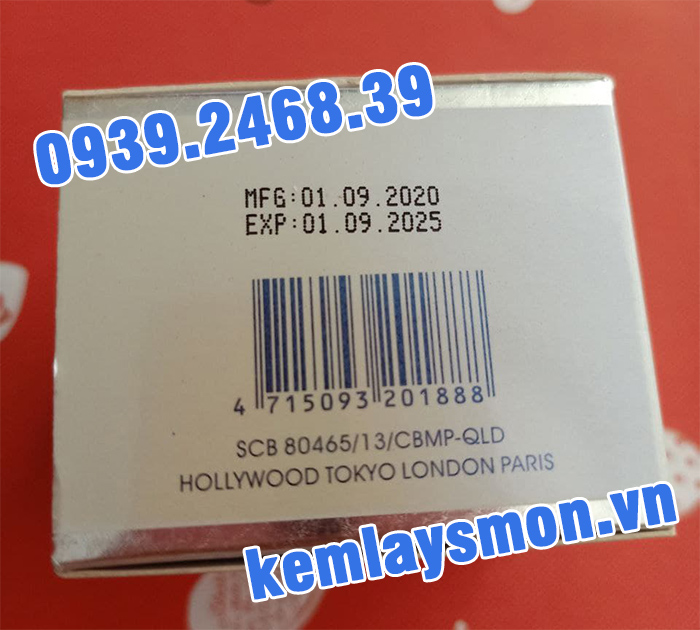 0939.2468.39
MFG:01.09.2020
EXP:01.09.2025
4 715093 201888
SCB 80465/13/CBMP-QLD
HOLLYWOOD TOKYO LONDON PARIS
kemlaysmon.vn